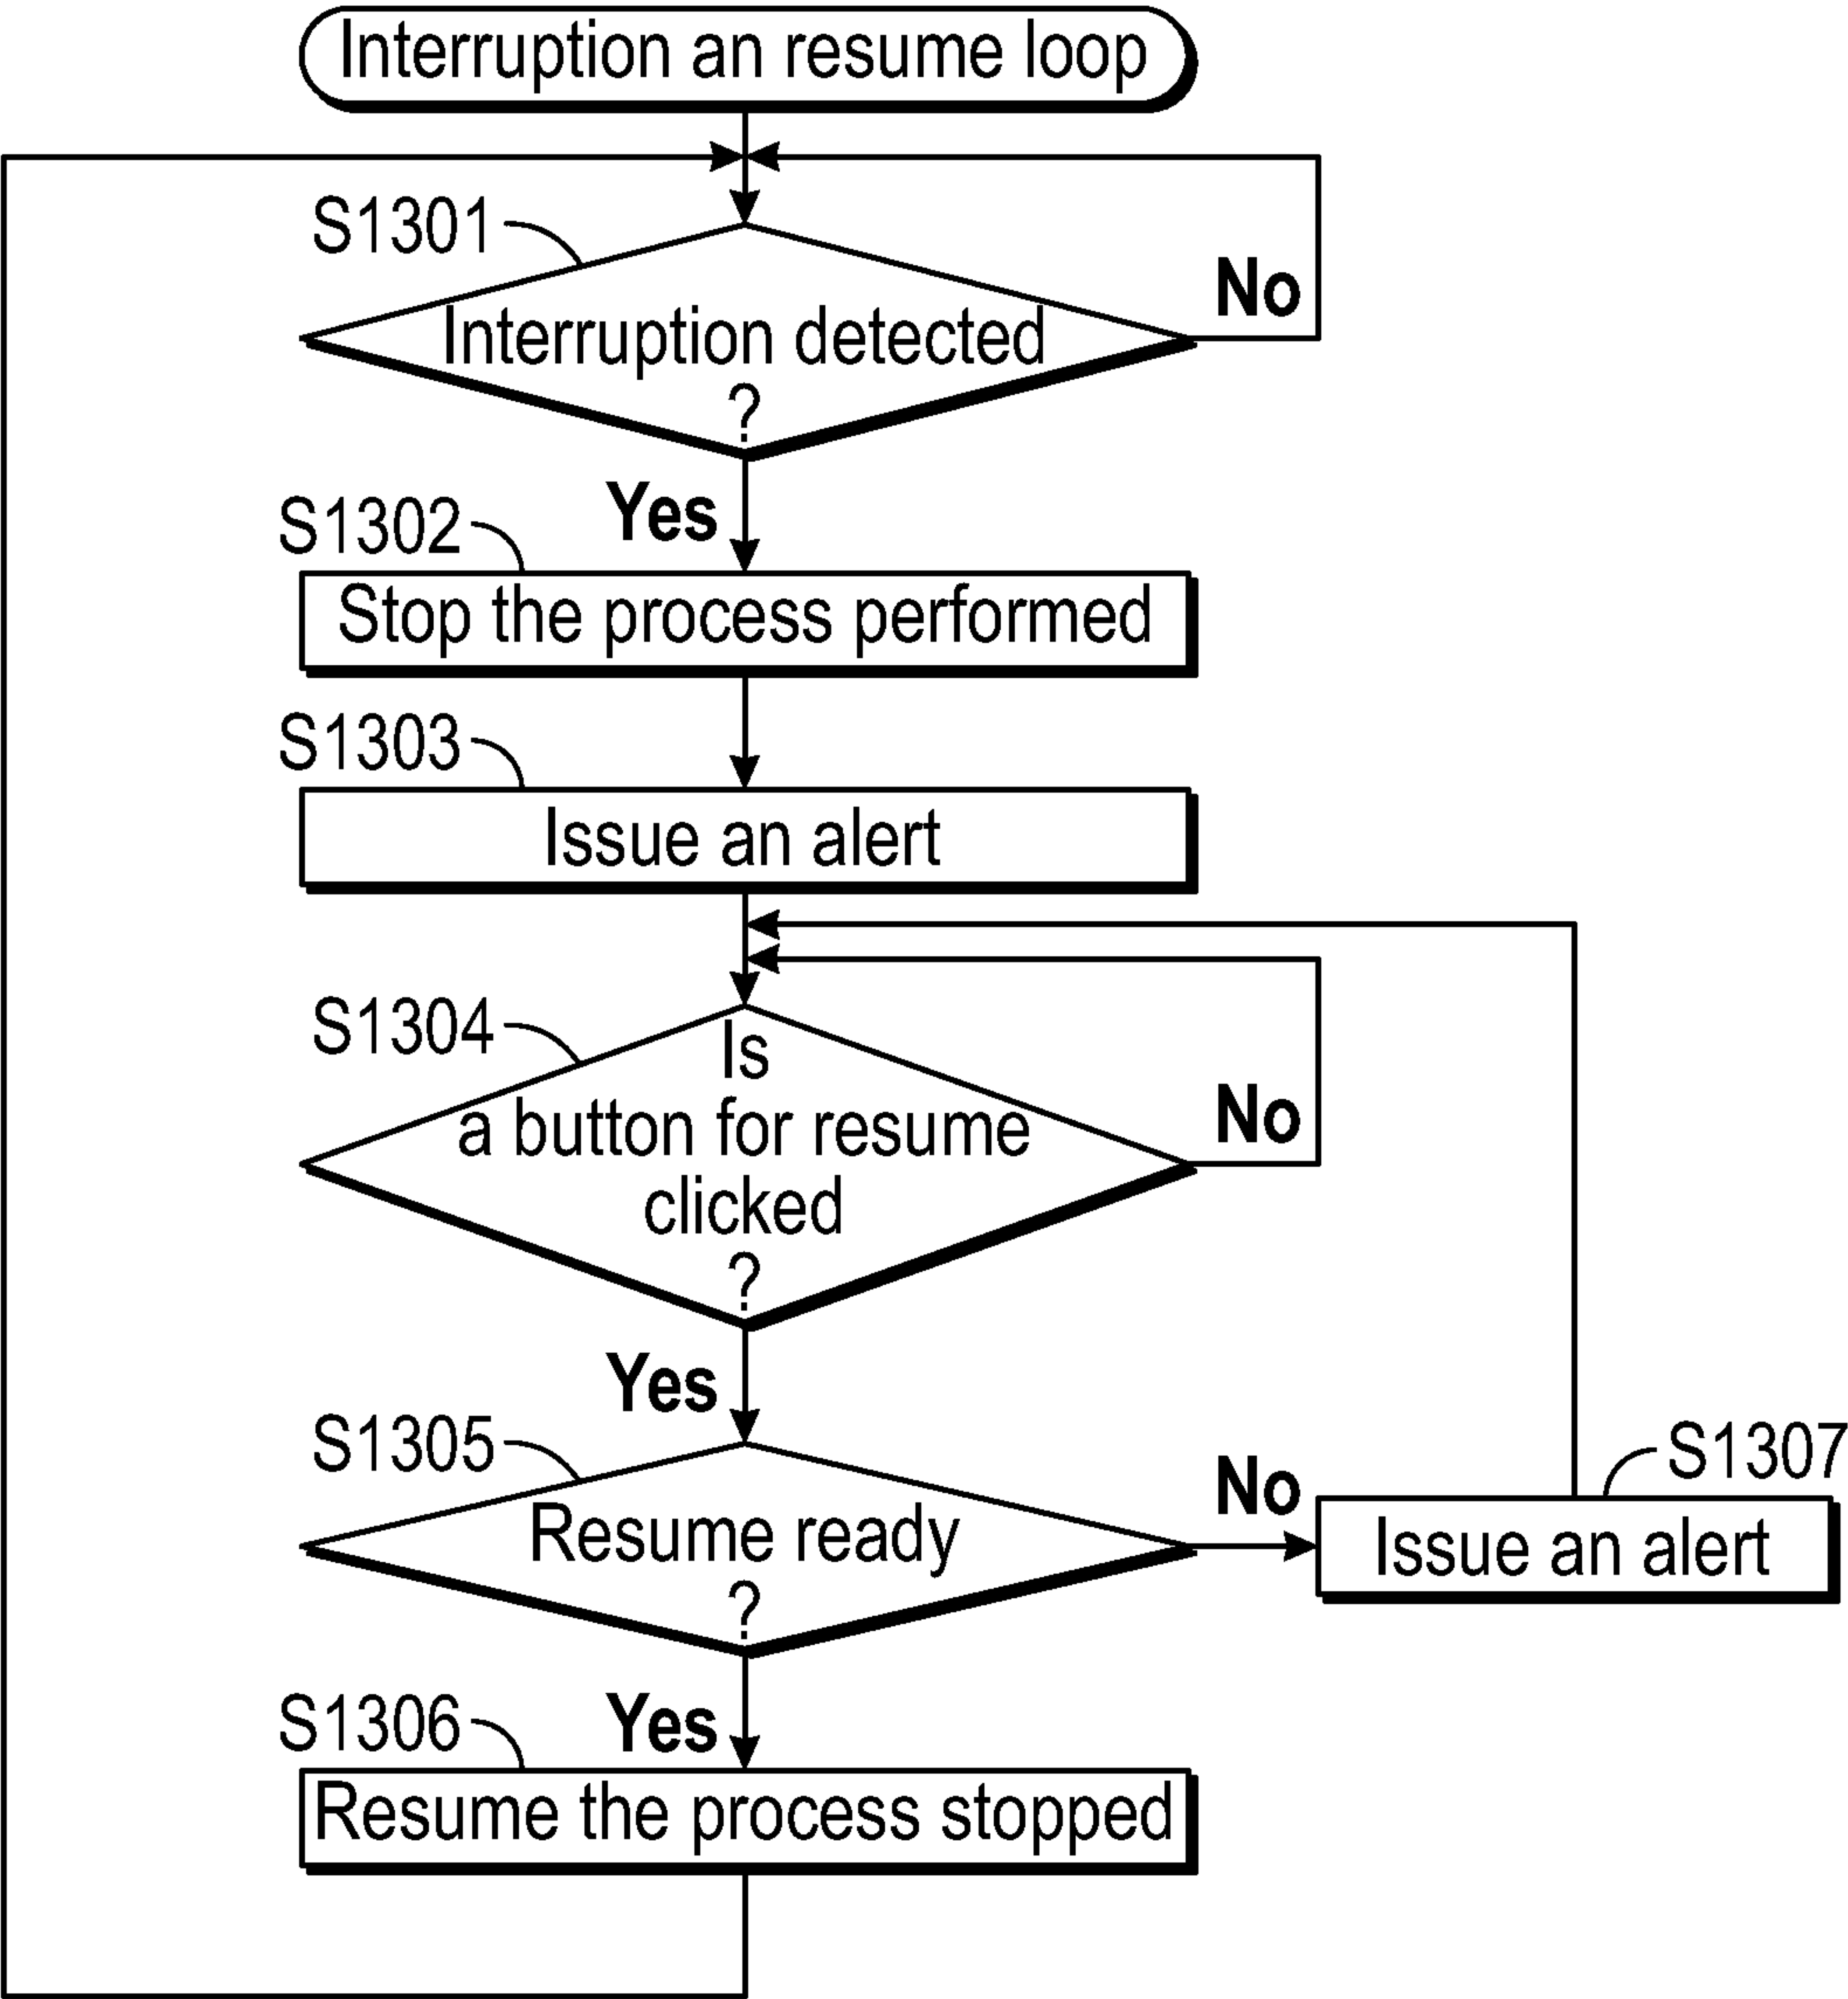 Interruption an resume loop
S1301
No
Interruption detected
?
Yes
S1302
Stop the process performed
S1303
Issue an alert
S1304
Is
a button for resume
clicked
?
No
Yes
S1305
Resume ready
?
No
S1307
Issue an alert
Yes
S1306
Resume the process stopped